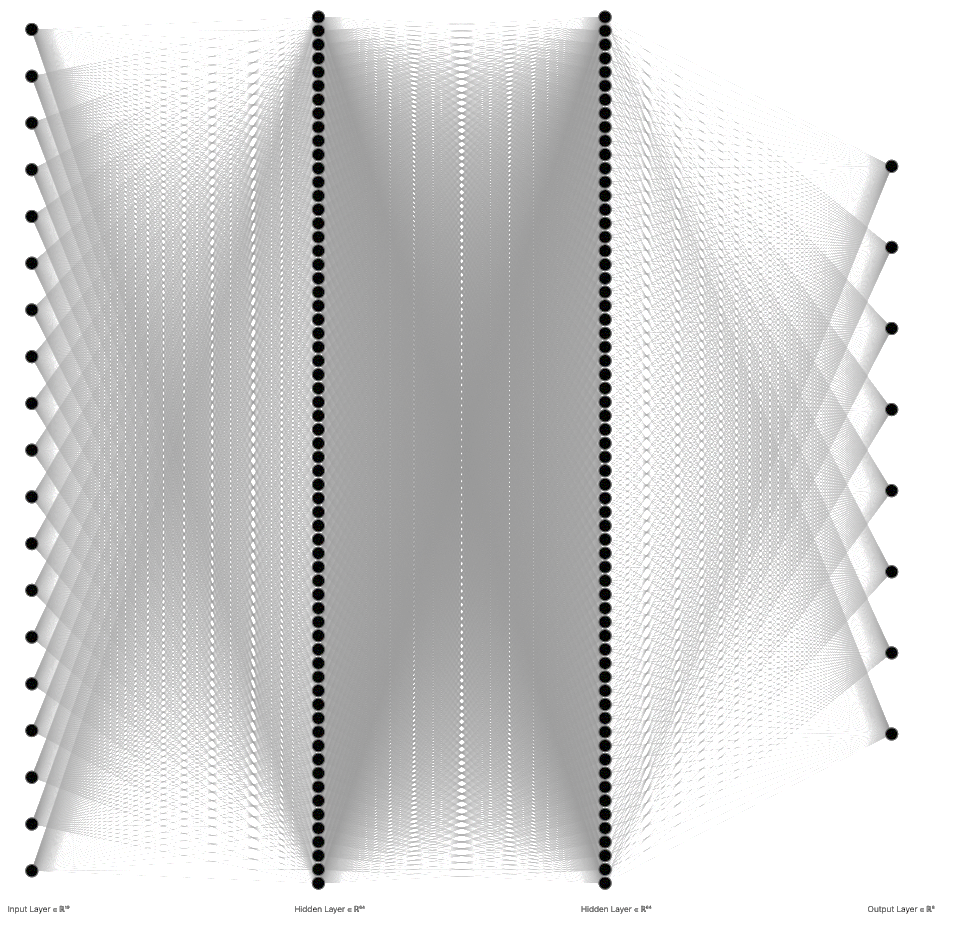 Input Layer ∈ ℝ¹⁹
Hidden Layer ∈ ℝ⁶⁴
Hidden Layer ∈ ℝ⁶⁴
Output Layer ∈ ℝ⁸